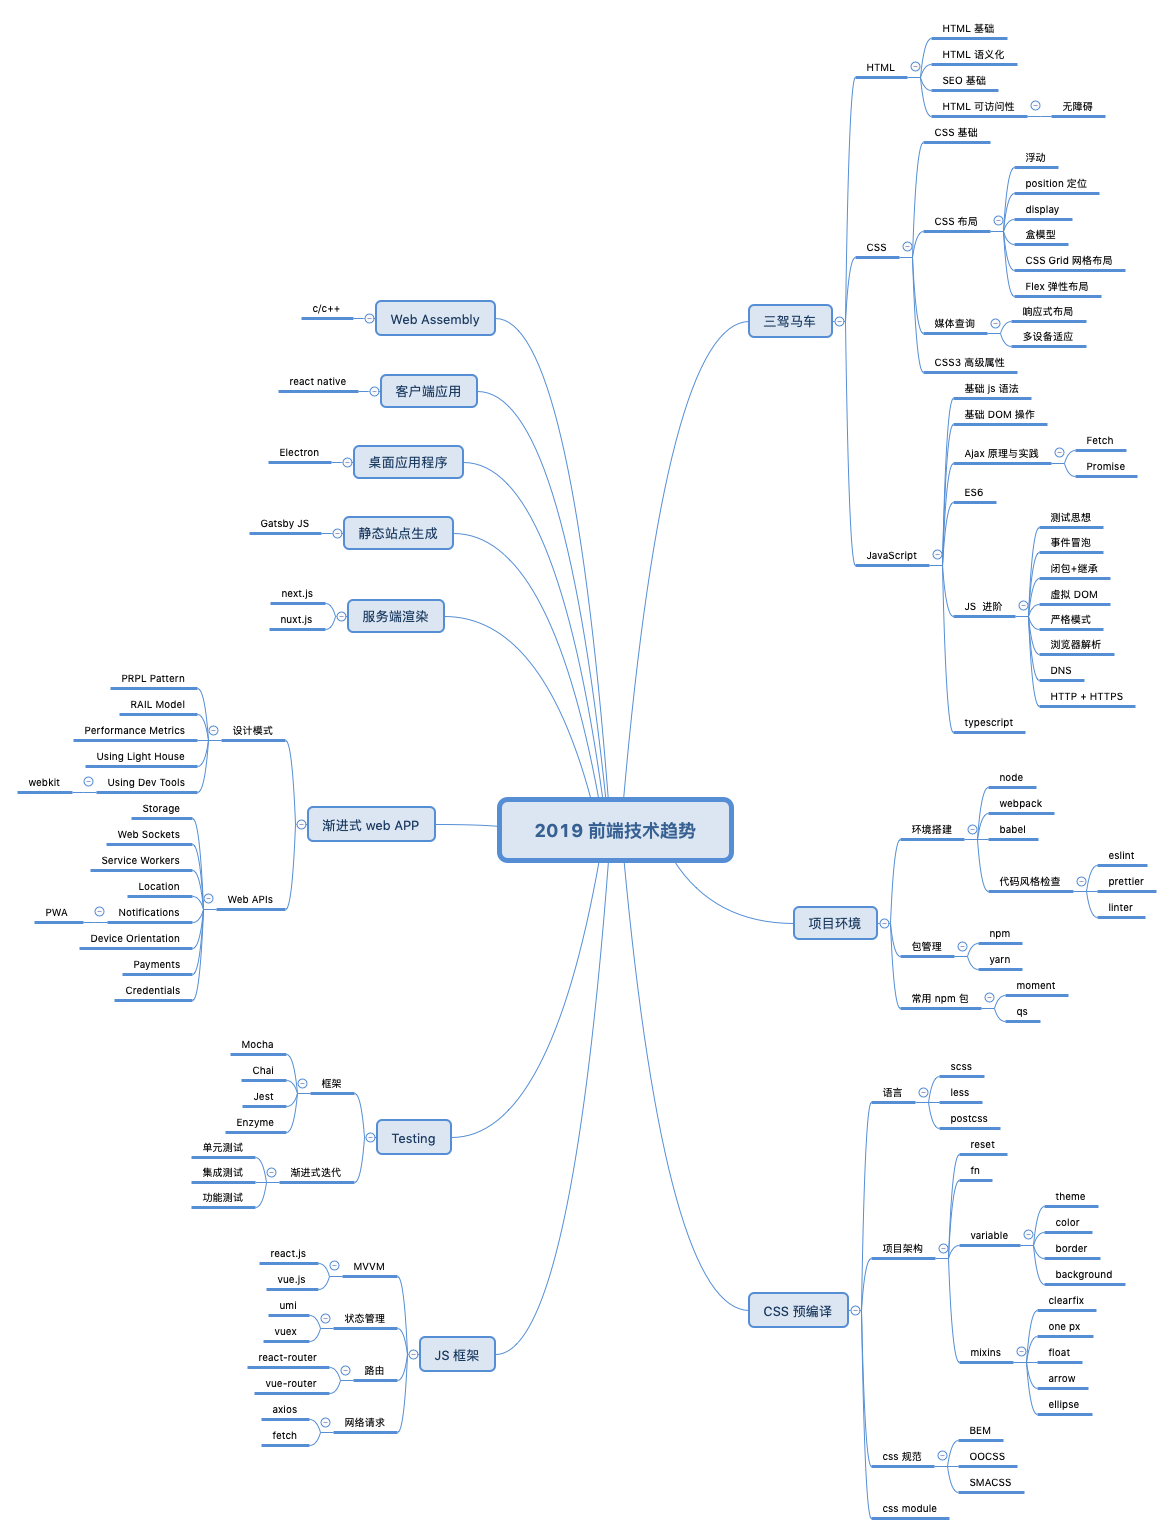 2019 前端技术趋势
三驾马车
HTML
HTML 基础
HTML 语义化
SEO 基础
HTML 可访问性
无障碍
CSS
CSS 基础
CSS 布局
浮动
position 定位
display
盒模型
CSS Grid 网格布局
Flex 弹性布局
媒体查询
响应式布局
多设备适应
CSS3 高级属性
JavaScript
基础 js 语法
基础 DOM 操作
Ajax 原理与实践
Fetch
Promise
ES6
JS 进阶
测试思想
事件冒泡
闭包+继承
虚拟 DOM
严格模式
浏览器解析
DNS
HTTP + HTTPS
typescript
项目环境
环境搭建
node
webpack
babel
代码风格检查
eslint
prettier
linter
包管理
npm
yarn
常用 npm 包
moment
qs
CSS 预编译
语言
scss
less
postcss
项目架构
reset
fn
variable
theme
color
border
background
mixins
clearfix
one px
float
arrow
ellipse
css 规范
BEM
OOCSS
SMACSS
css module
Web Assembly
c/c++
客户端应用
react native
桌面应用程序
Electron
静态站点生成
Gatsby JS
服务端渲染
next.js
nuxt.js
渐进式 web APP
设计模式
PRPL Pattern
RAIL Model
Performance Metrics
Using Light House
Using Dev Tools
webkit
Web APIs
Storage
Web Sockets
Service Workers
Location
Notifications
PWA
Device Orientation
Payments
Credentials
Testing
框架
Mocha
Chai
Jest
Enzyme
渐进式迭代
单元测试
集成测试
功能测试
JS 框架
MVVM
react.js
vue.js
状态管理
umi
vuex
路由
react-router
vue-router
网络请求
axios
fetch